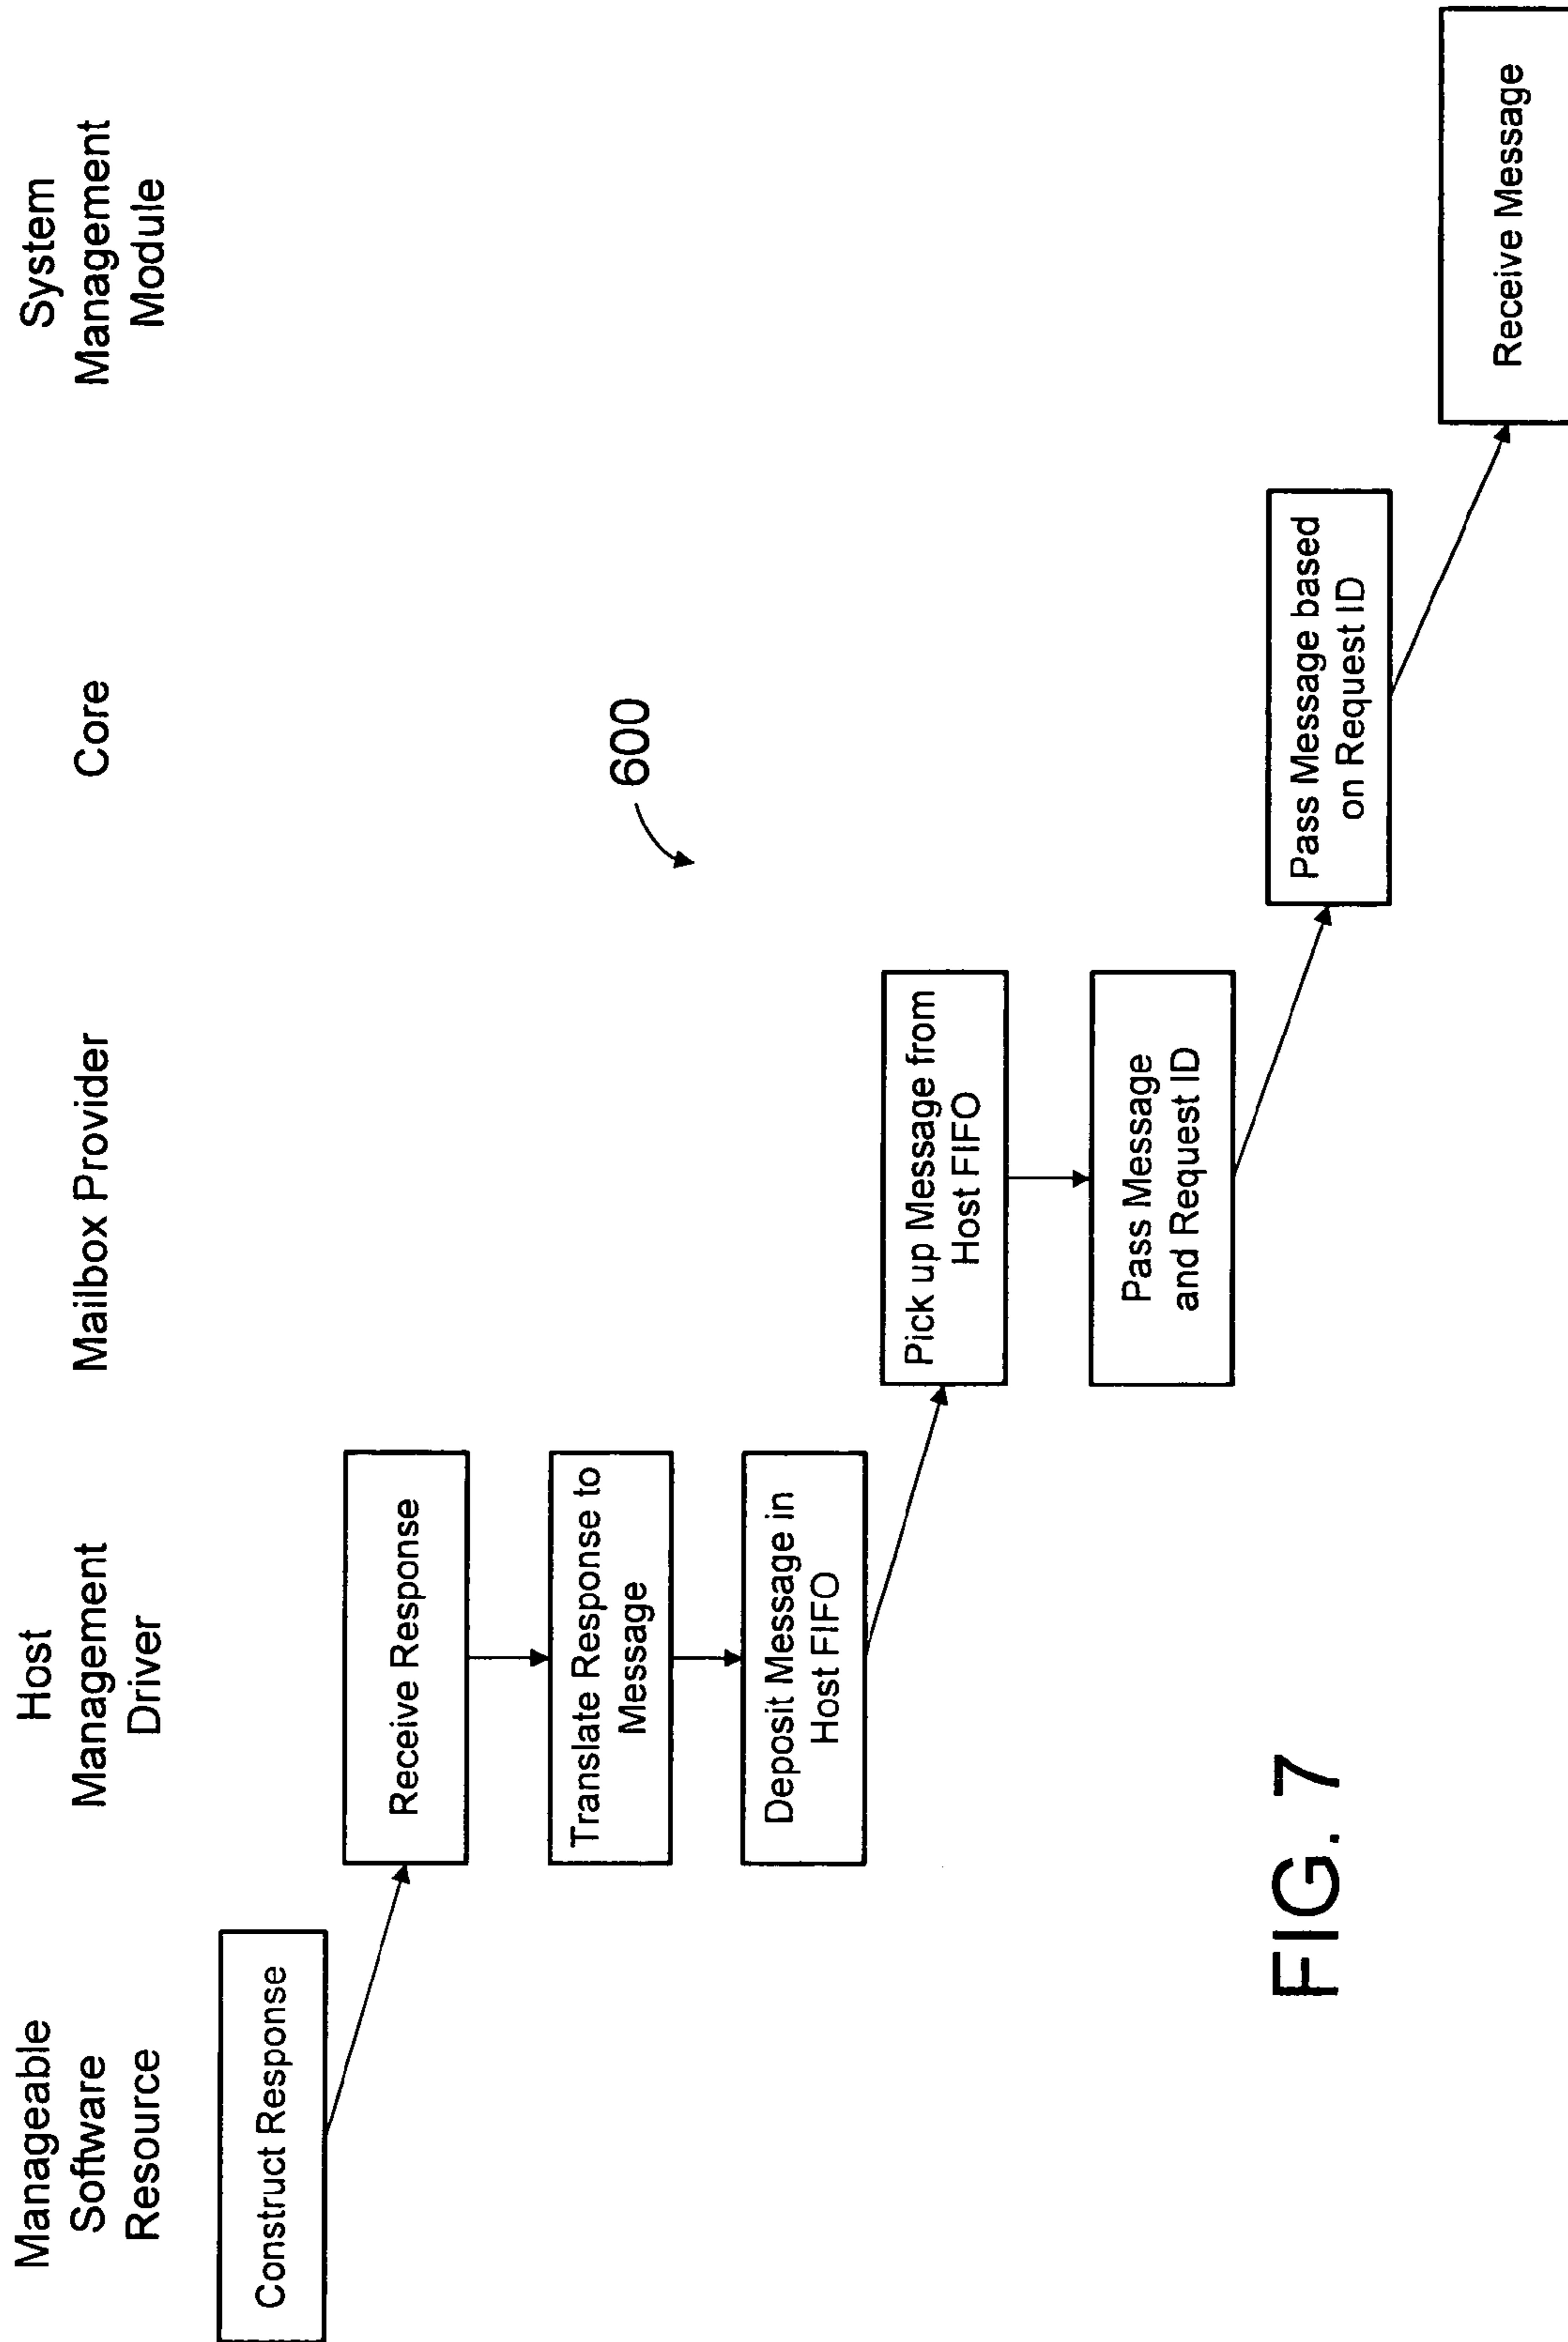 Manageable
Software
Resource
Host
Management
Driver
Mailbox Provider
Core
System
Management
Module
Construct Response
Receive Response
Translate Response to
Message
Deposit Message in
Host FIFO
Pick up Message from
Host FIFO
Pass Message
and Request ID
600
Pass Message based
on Request ID
Receive Message
FIG. 7